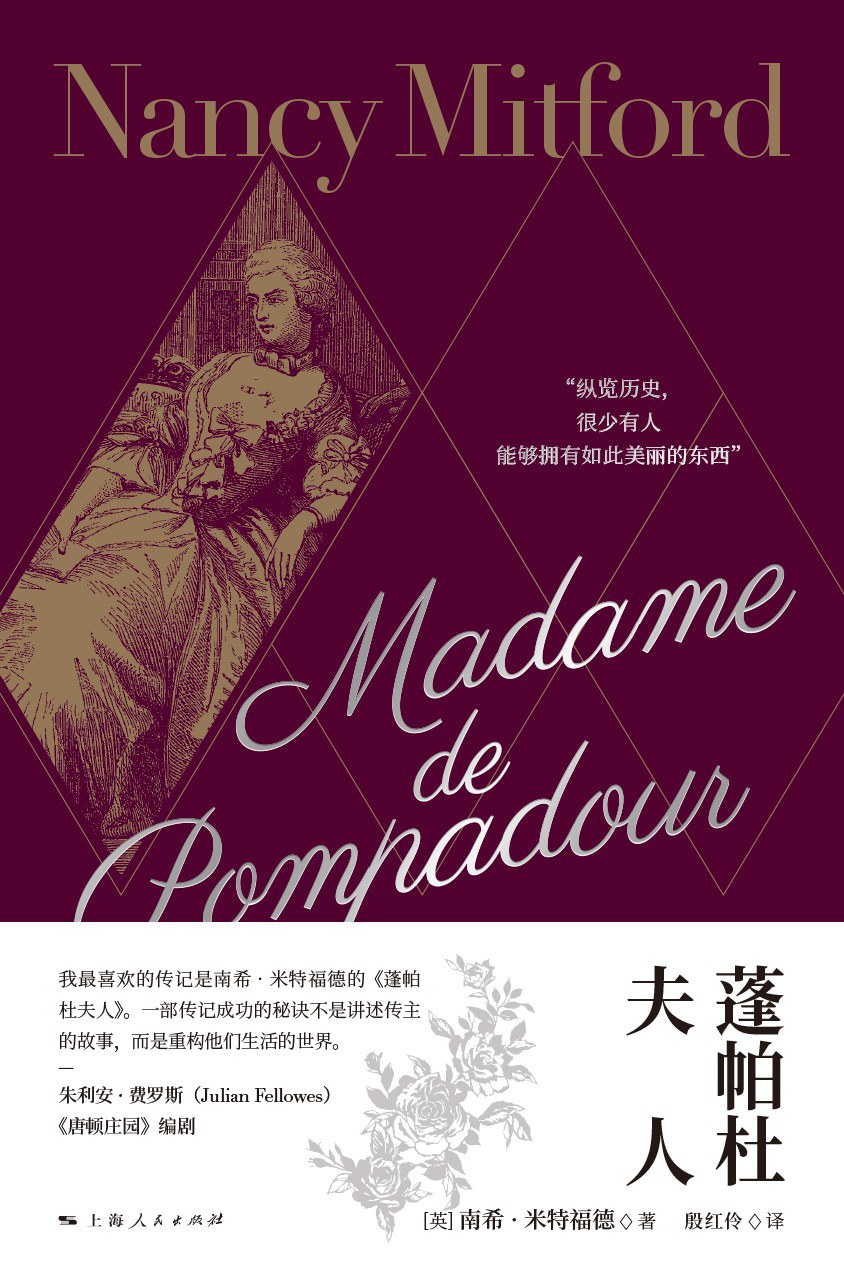 Nancy Mitford
“纵览历史，
很少有人
能够拥有如此美丽的东西”
Madame
de
Pompadour
蓬帕杜
夫人
我最喜欢的传记是南希·米特福德的《蓬帕
杜夫人》。一部传记成功的秘诀不是讲述传主
的故事，而是重构他们生活的世界。
—
朱利安·费罗斯（Julian Fellowes）
《唐顿庄园》编剧
上海人民出版社
[英] 南希·米特福德◇著 殷红伶◇译